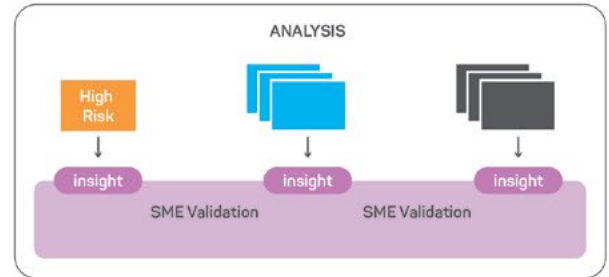 ANALYSIS
High
Risk
insight
insight
insight
SME Validation
SME Validation